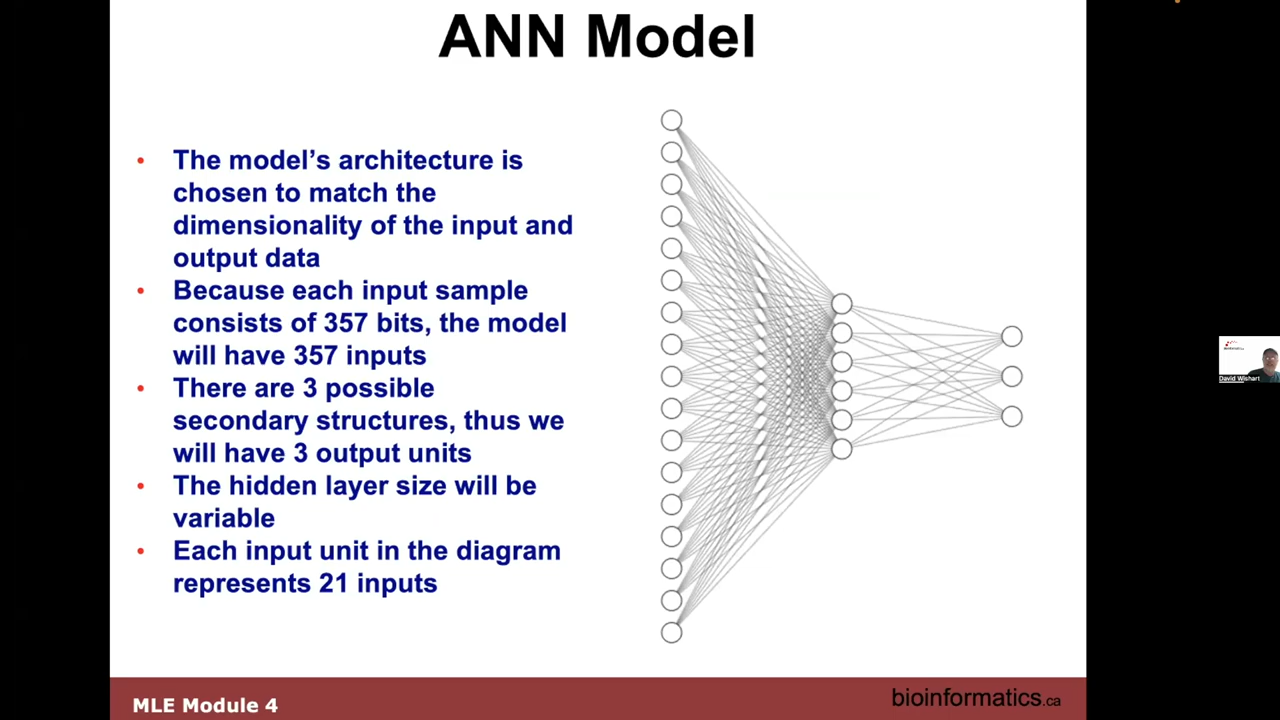 ANN Model
• The model’s architecture is
chosen to match the
dimensionality of the input and
output data
• Because each input sample
consists of 357 bits, the model
will have 357 inputs
• There are 3 possible
secondary structures, thus we
will have 3 output units
• The hidden layer size will be
variable
• Each input unit in the diagram
represents 21 inputs
David Wishart
MLE Module 4
bioinformatics.ca